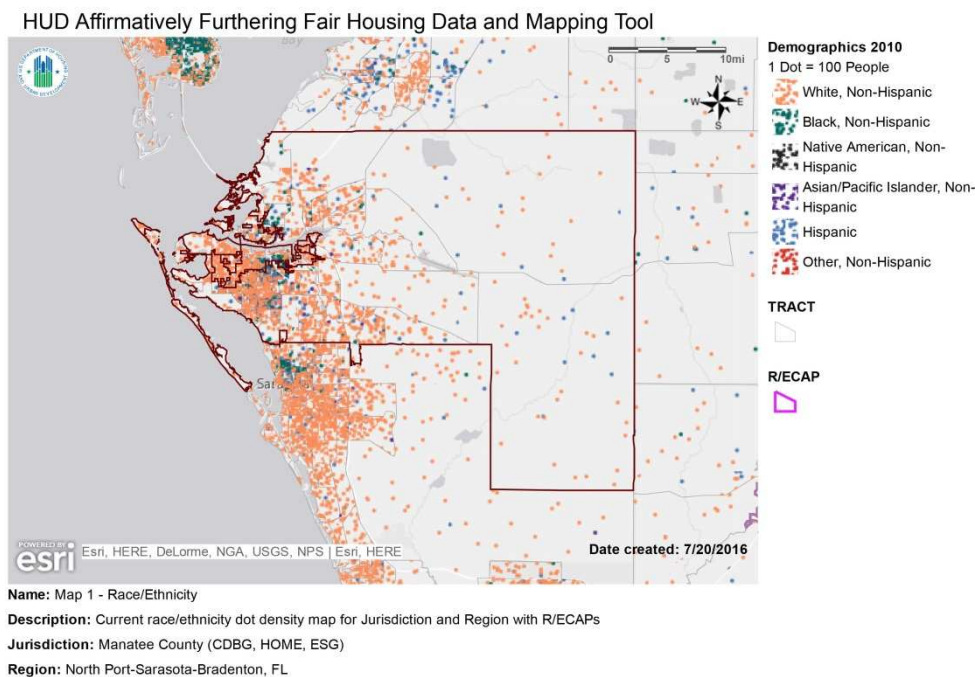 HUD Affirmatively Furthering Fair Housing Data and Mapping Tool
Bay
0 5 10mi
N
W E
S
Demographics 2010
1 Dot = 100 People
White, Non-Hispanic
Black, Non-Hispanic
Native American, Non-
Hispanic
Asian/Pacific Islander, Non-
Hispanic
Hispanic
Other, Non-Hispanic
TRACT
R/ECAP
POWERED BY
esri
Esri, HERE, DeLorme, NGA, USGS, NPS | Esri, HERE
Date created: 7/20/2016
Name: Map 1 - Race/Ethnicity
Description: Current race/ethnicity dot density map for Jurisdiction and Region with R/ECAPs
Jurisdiction: Manatee County (CDBG, HOME, ESG)
Region: North Port-Sarasota-Bradenton, FL